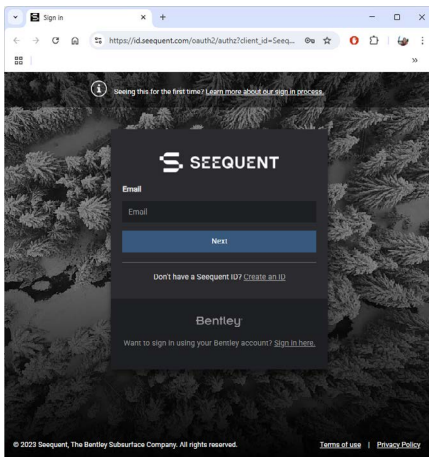 Sign in
https://id.seequent.com/oauth2/authz?client_id=Seeq...
Seeing this for the first time? Learn more about our sign in process.
SEEQUENT
Email
Email
Next
Don't have a Seequent ID? Create an ID
Bentley
Want to sign in using your Bentley account? Sign in here.
© 2023 Seequent, The Bentley Subsurface Company. All rights reserved. Terms of use | Privacy Policy